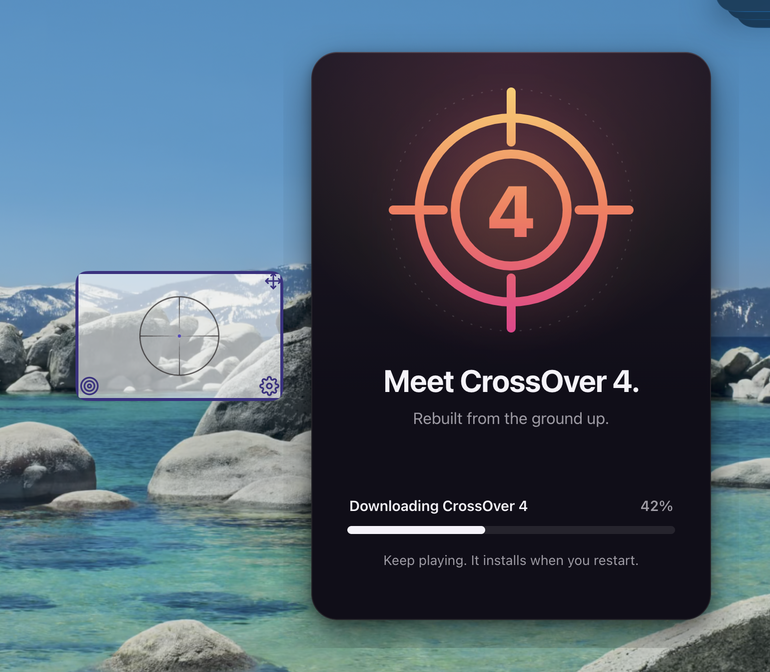 4
Meet CrossOver 4.
Rebuilt from the ground up.
Downloading CrossOver 4 42%
Keep playing. It installs when you restart.